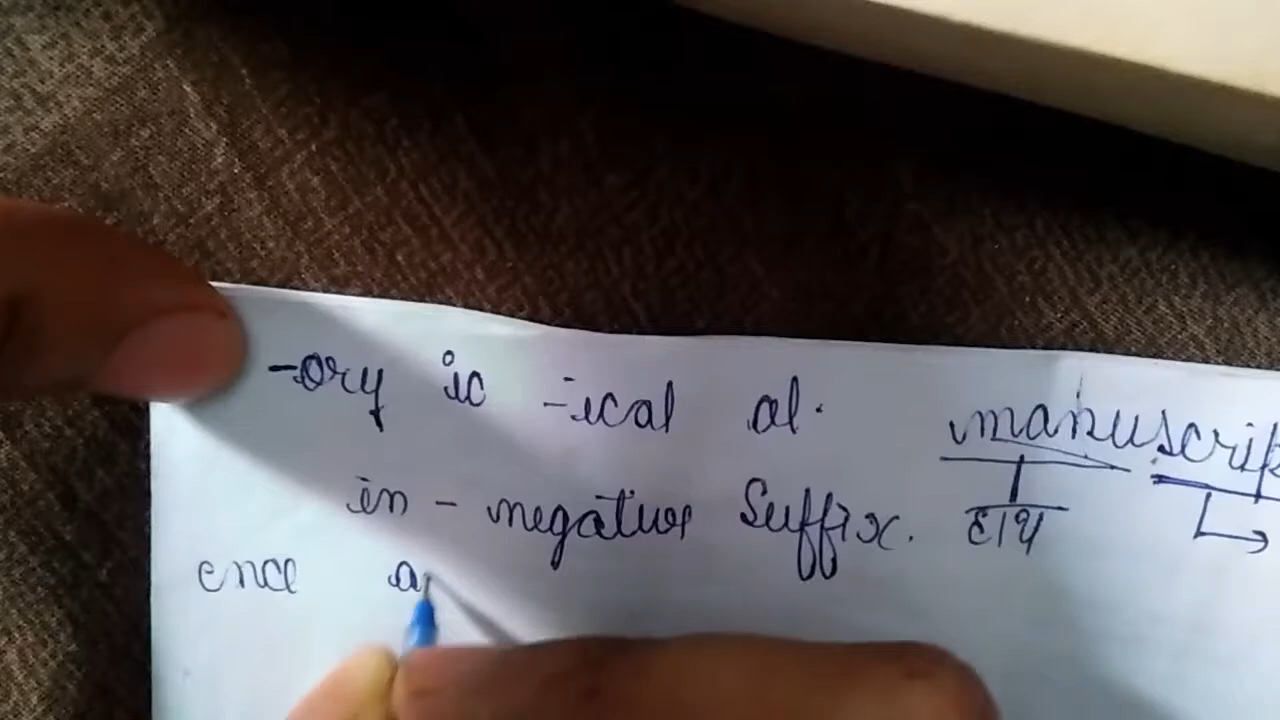 -ory ic -ical al. manuscrip
in - negative Suffix. हाथ
ence a